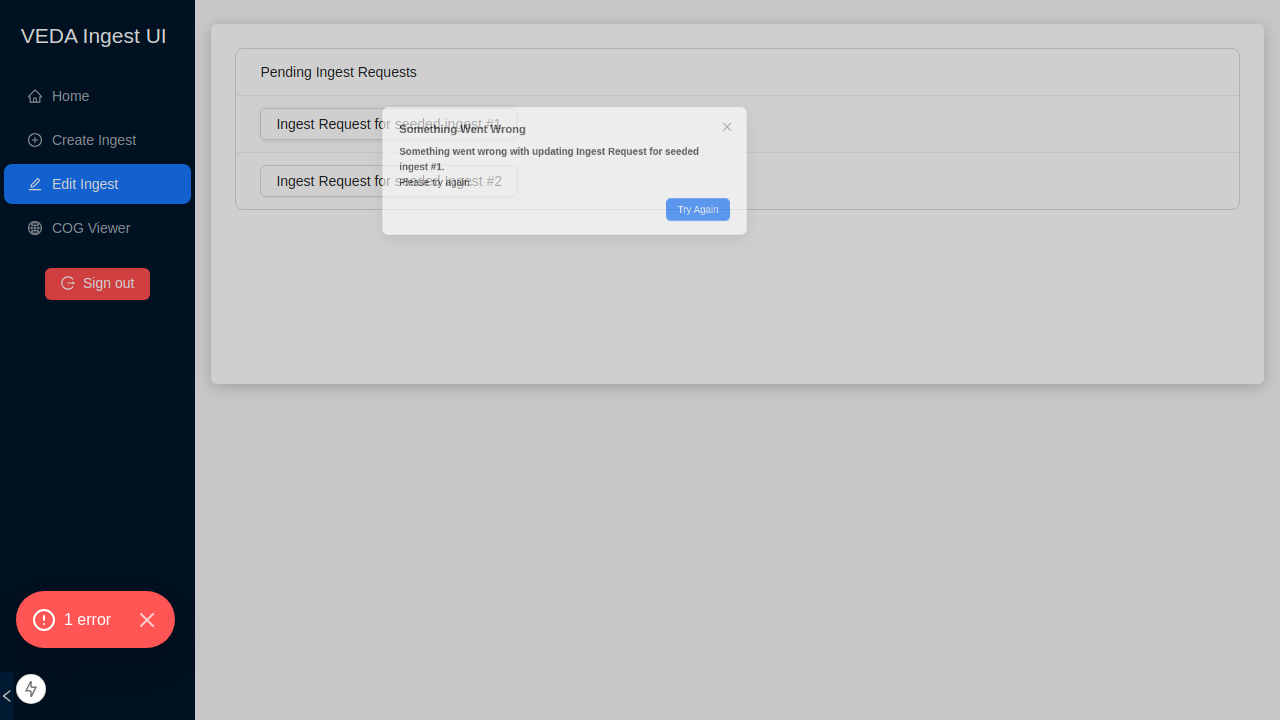 VEDA Ingest UI
Home
Create Ingest
Edit Ingest
COG Viewer
Sign out
1 error
Pending Ingest Requests
Ingest Request for seeded ingest #1
Ingest Request for seeded ingest #2
Something Went Wrong
Something went wrong with updating Ingest Request for seeded
ingest #1.
Please try again.
Try Again